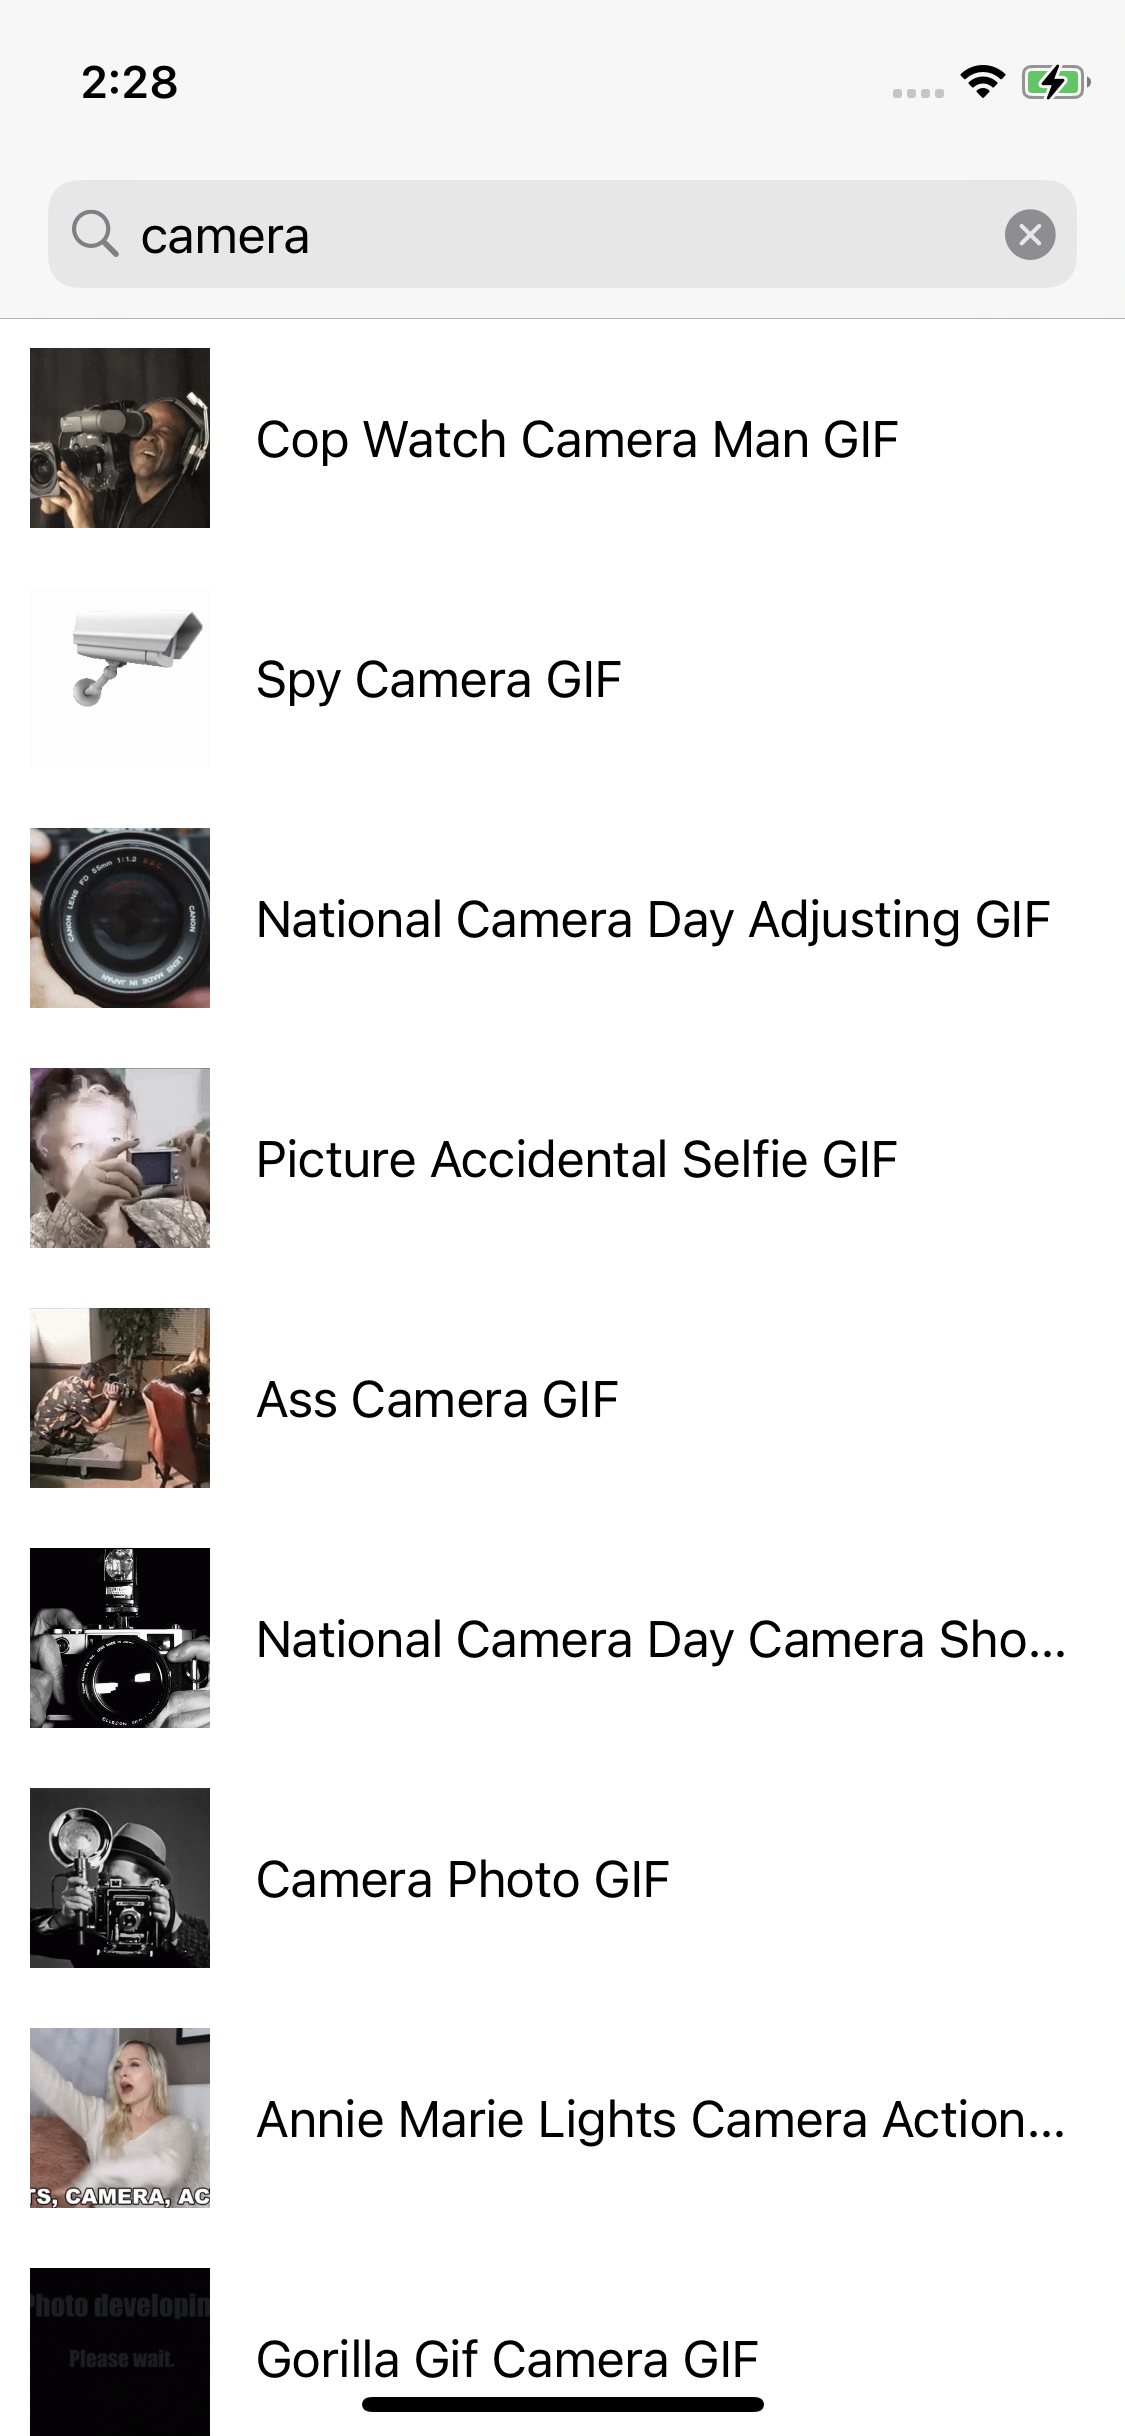 2:28
camera
Cop Watch Camera Man GIF
Spy Camera GIF
CANON LENS FD 55mm 1:1.2 S.S.C.
CANON
LENS MADE IN JAPAN
National Camera Day Adjusting GIF
Picture Accidental Selfie GIF
Ass Camera GIF
National Camera Day Camera Sho...
Camera Photo GIF
Annie Marie Lights Camera Action...
TS, CAMERA, AC
Photo developin
Please wait.
Gorilla Gif Camera GIF